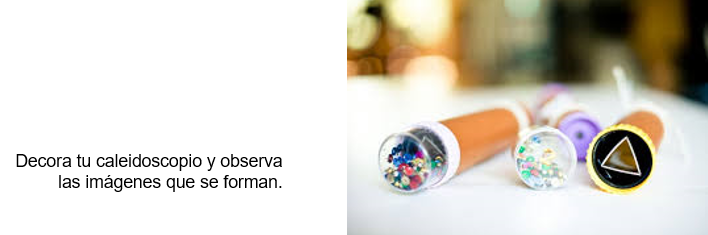 Decora tu caleidoscopio y observa
las imágenes que se forman.